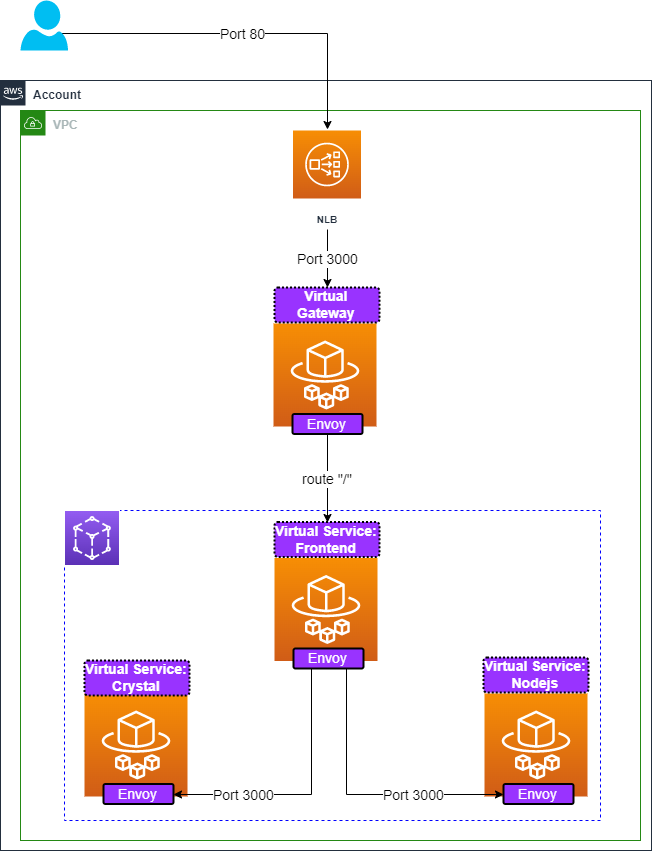 Port 80
aws
Account
VPC
NLB
Port 3000
Virtual
Gateway
Envoy
route "/"
Virtual Service:
Frontend
Envoy
Virtual Service:
Crystal
Virtual Service:
Nodejs
Envoy
Port 3000
Port 3000
Envoy